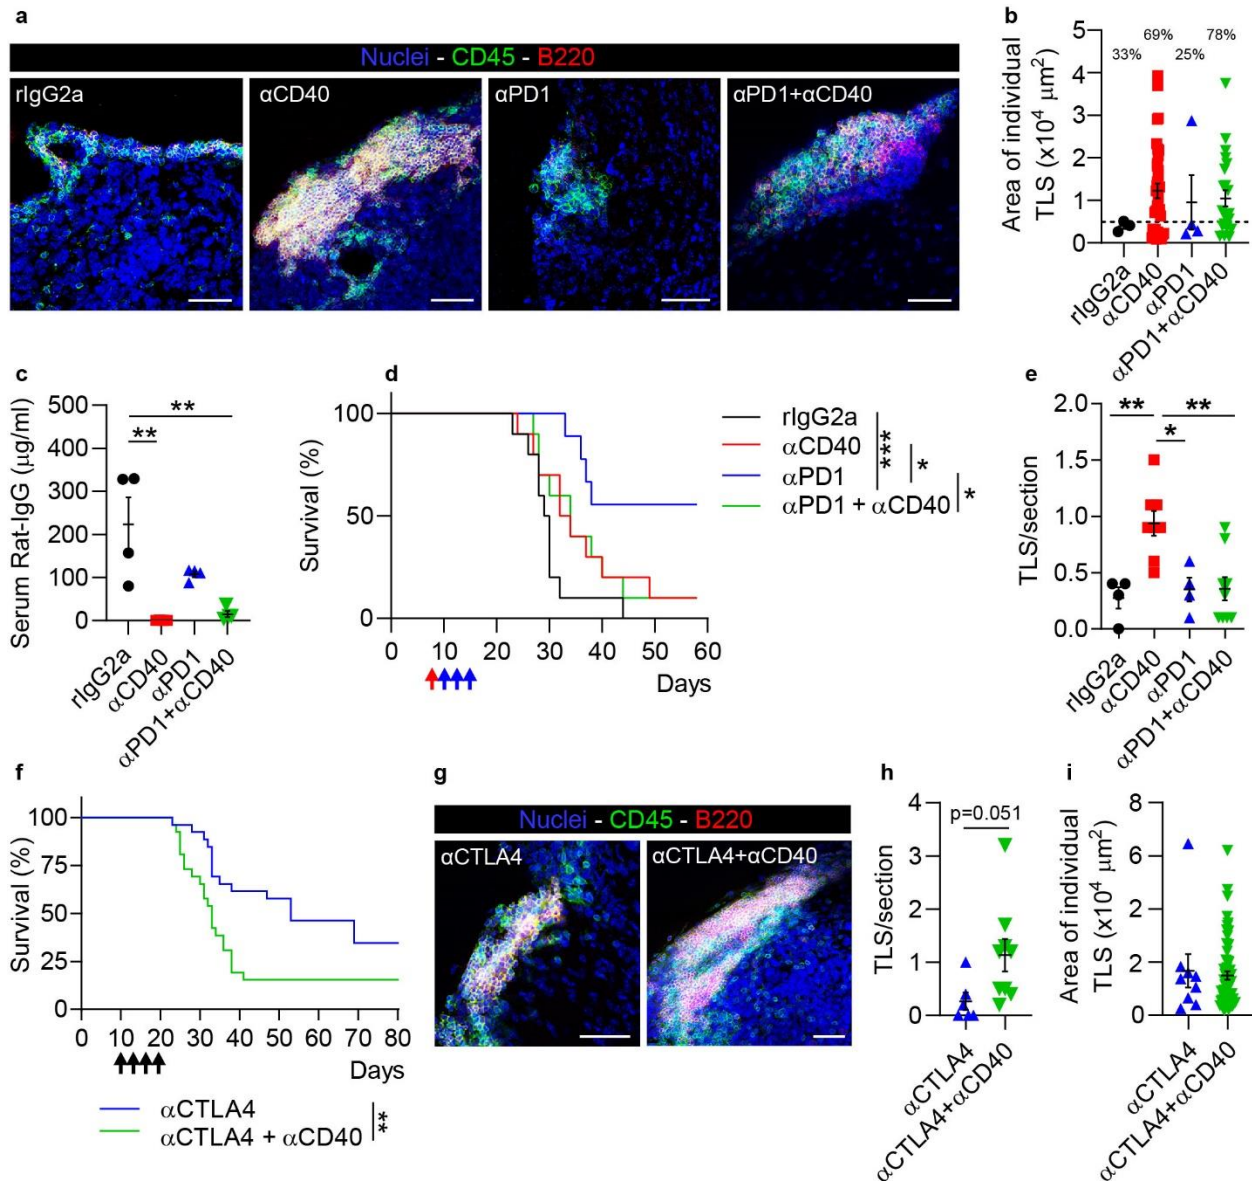 a
Nuclei - CD45 - B220
rIgG2a
αCD40
αPD1
αPD1+αCD40
b
Area of individual
TLS (x10⁴ μm²)
5
4
3
2
1
0
33%
69%
25%
78%
rIgG2a
αCD40
αPD1
αPD1+αCD40
c
Serum Rat-IgG (μg/ml)
500
400
300
200
100
0
**
**
rIgG2a
αCD40
αPD1
αPD1+αCD40
d
Survival (%)
100
50
0
0
10
20
30
40
50
60
Days
rIgG2a
αCD40
αPD1
αPD1 + αCD40
***
*
*
e
TLS/section
2.0
1.5
1.0
0.5
0.0
**
**
*
rIgG2a
αCD40
αPD1
αPD1+αCD40
f
Survival (%)
100
75
50
25
0
0
10
20
30
40
50
60
70
80
Days
αCTLA4
αCTLA4 + αCD40
**
g
Nuclei - CD45 - B220
αCTLA4
αCTLA4+αCD40
h
TLS/section
4
3
2
1
0
p=0.051
αCTLA4
αCTLA4+αCD40
i
Area of individual
TLS (x10⁴ μm²)
8
6
2
2
0
αCTLA4
αCTLA4+αCD40